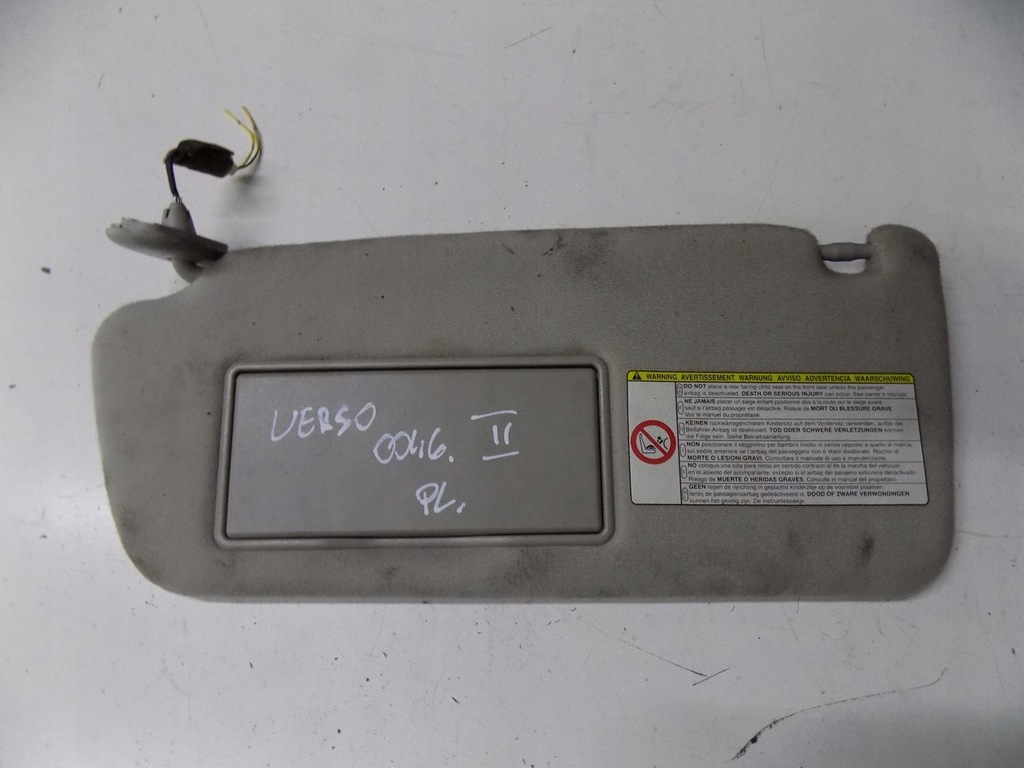 VERSO
0046. II
PL.
WARNING AVERTISSEMENT WARNUNG AVVISO ADVERTENCIA WAARSCHUWING
DO NOT place a rear facing child seat on the front seat unless the passenger
airbag is deactivated. DEATH OR SERIOUS INJURY can occur. See owner's manual.
NE JAMAIS placer un siège enfant positionné dos à la route sur le siège avant
sauf si l'airbag passager est désactivé. Risque de MORT OU BLESSURE GRAVE.
Voir le manuel du propriétaire.
KEINEN rückwärtsgerichteten Kindersitz auf dem Vordersitz verwenden, außer der
Beifahrer-Airbag ist deaktiviert. TOD ODER SCHWERE VERLETZUNGEN können
die Folge sein. Siehe Betriebsanleitung.
NON posizionare il seggiolino per bambini rivolto in senso opposto a quello di marcia
sul sedile anteriore se l'airbag del passeggero non è stato disattivato. Rischio di
MORTE O LESIONI GRAVI. Consultare il manuale di uso e manutenzione.
NO coloque una silla para niños en sentido contrario al de la marcha del vehículo
en el asiento del acompañante, excepto si el airbag del pasajero estuviera desactivado.
Riesgo de MUERTE O HERIDAS GRAVES. Consulte el manual del propietario.
GEEN tegen de rijrichting in geplaatst kinderzitje op de voorstoel plaatsen,
tenzij de passagiersairbag gedeactiveerd is. DOOD OF ZWARE VERWONDINGEN
kunnen het gevolg zijn. Zie instruktieboekje.